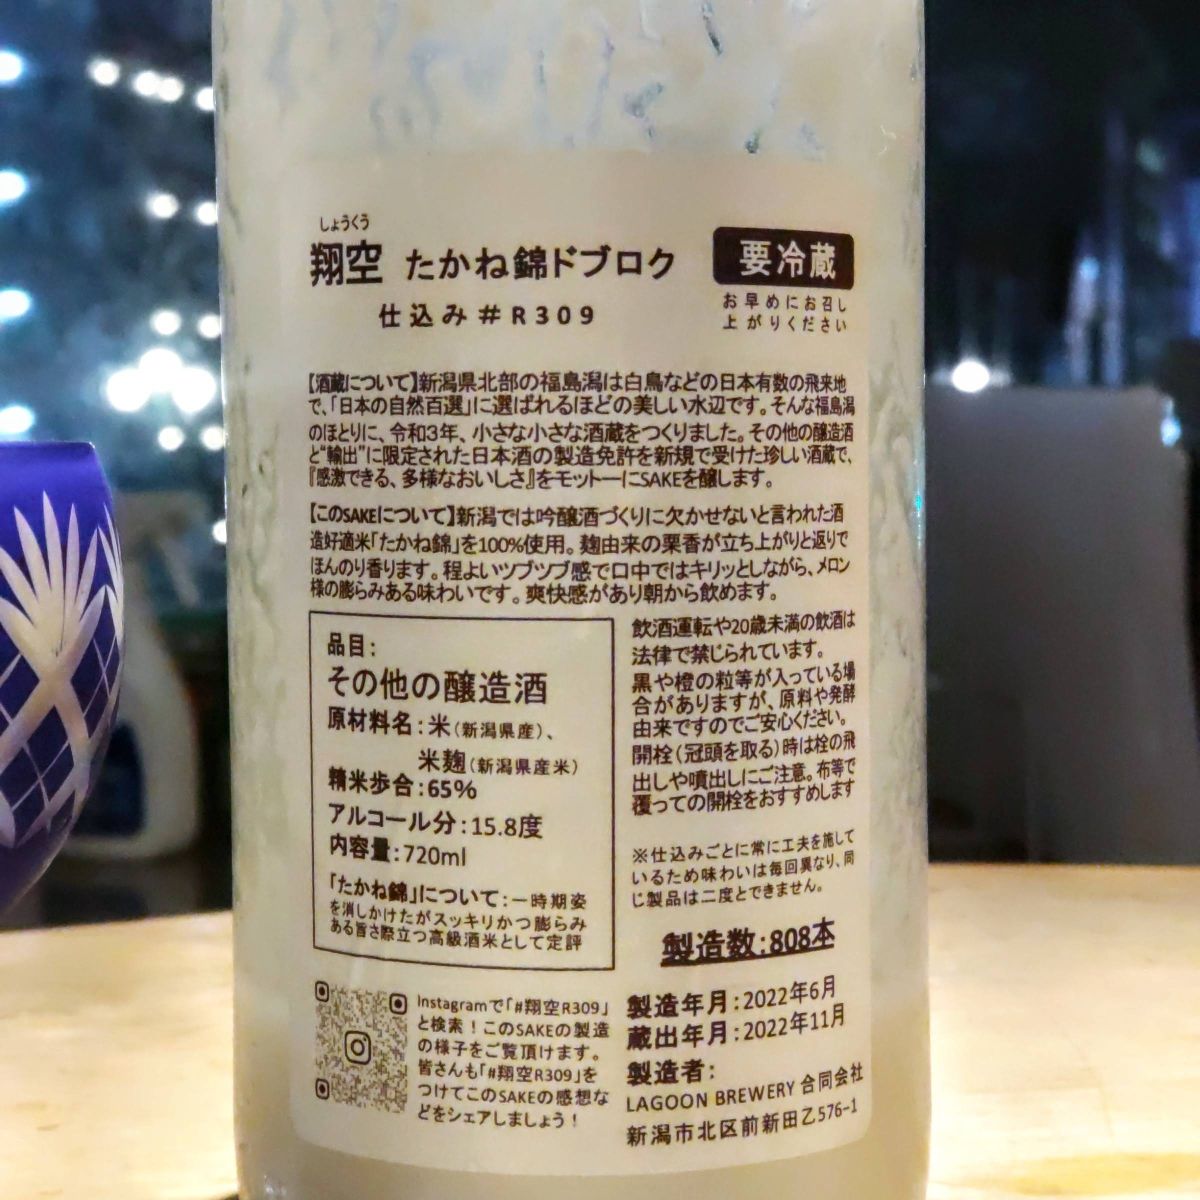 しょうくう
翔空 たかね錦ドブロク
仕込み＃R309
要冷蔵
お早めにお召し
上がりください
【酒蔵について】新潟県北部の福島潟は白鳥などの日本有数の飛来地
で、「日本の自然百選」に選ばれるほどの美しい水辺です。そんな福島潟
のほとりに、令和3年、小さな小さな酒蔵をつくりました。その他の醸造酒
と“輸出”に限定された日本酒の製造免許を新規で受けた珍しい酒蔵で、
『感激できる、多様なおいしさ』をモットーにSAKEを醸します。
【このSAKEについて】新潟では吟醸酒づくりに欠かせないと言われた酒
造好適米「たかね錦」を100%使用。麹由来の栗香が立ち上がりと返りで
ほんのり香ります。程よいツブツブ感で口中ではキリッとしながら、メロン
様の膨らみある味わいです。爽快感があり朝から飲めます。
品目：
その他の醸造酒
原材料名：米（新潟県産）、
米麹（新潟県産米）
精米歩合：65%
アルコール分：15.8度
内容量：720ml
「たかね錦」について：一時期姿
を消しかけたがスッキリかつ膨らみ
ある旨さ際立つ高級酒米として定評
飲酒運転や20歳未満の飲酒は
法律で禁じられています。
黒や橙の粒等が入っている場
合がありますが、原料や発酵
由来ですのでご安心ください。
開栓（冠頭を取る）時は栓の飛
出しや噴出しにご注意。布等で
覆っての開栓をおすすめします
※仕込みごとに常に工夫を施して
いるため味わいは毎回異なり、同
じ製品は二度とできません。
製造数：808本
Instagramで「#翔空R309」
と検索！このSAKEの製造
の様子をご覧頂けます。
皆さんも「#翔空R309」を
つけてこのSAKEの感想な
どをシェアしましょう！
製造年月：2022年6月
蔵出年月：2022年11月
製造者：
LAGOON BREWERY 合同会社
新潟市北区前新田乙576−1